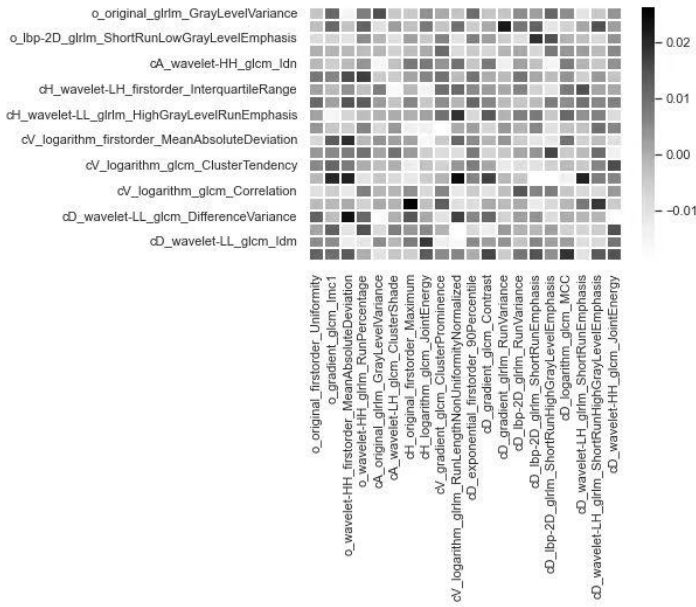 o_original_glrlm_GrayLevelVariance
o_lbp-2D_glrlm_ShortRunLowGrayLevelEmphasis
cA_wavelet-HH_glcm_Idn
cH_wavelet-LH_firstorder_InterquartileRange
cH_wavelet-LL_glrlm_HighGrayLevelRunEmphasis
cV_logarithm_firstorder_MeanAbsoluteDeviation
cV_logarithm_glcm_ClusterTendency
cV_logarithm_glcm_Correlation
cD_wavelet-LL_glcm_DifferenceVariance
cD_wavelet-LL_glcm_Idm
0.02
0.01
0.00
−0.01
o_original_firstorder_Uniformity
o_gradient_glcm_Imc1
o_wavelet-HH_firstorder_MeanAbsoluteDeviation
o_wavelet-HH_glrlm_RunPercentage
cA_original_glrlm_GrayLevelVariance
cA_wavelet-LH_glcm_ClusterShade
cH_original_firstorder_Maximum
cH_logarithm_glcm_JointEnergy
cV_gradient_glcm_ClusterProminence
cV_logarithm_glrlm_RunLengthNonUniformityNormalized
cD_exponential_firstorder_90Percentile
cD_gradient_glcm_Contrast
cD_gradient_glrlm_RunVariance
cD_lbp-2D_glrlm_RunVariance
cD_lbp-2D_glrlm_ShortRunEmphasis
cD_lbp-2D_glrlm_ShortRunHighGrayLevelEmphasis
cD_logarithm_glcm_MCC
cD_wavelet-LH_glrlm_ShortRunEmphasis
cD_wavelet-LH_glrlm_ShortRunHighGrayLevelEmphasis
cD_wavelet-HH_glcm_JointEnergy